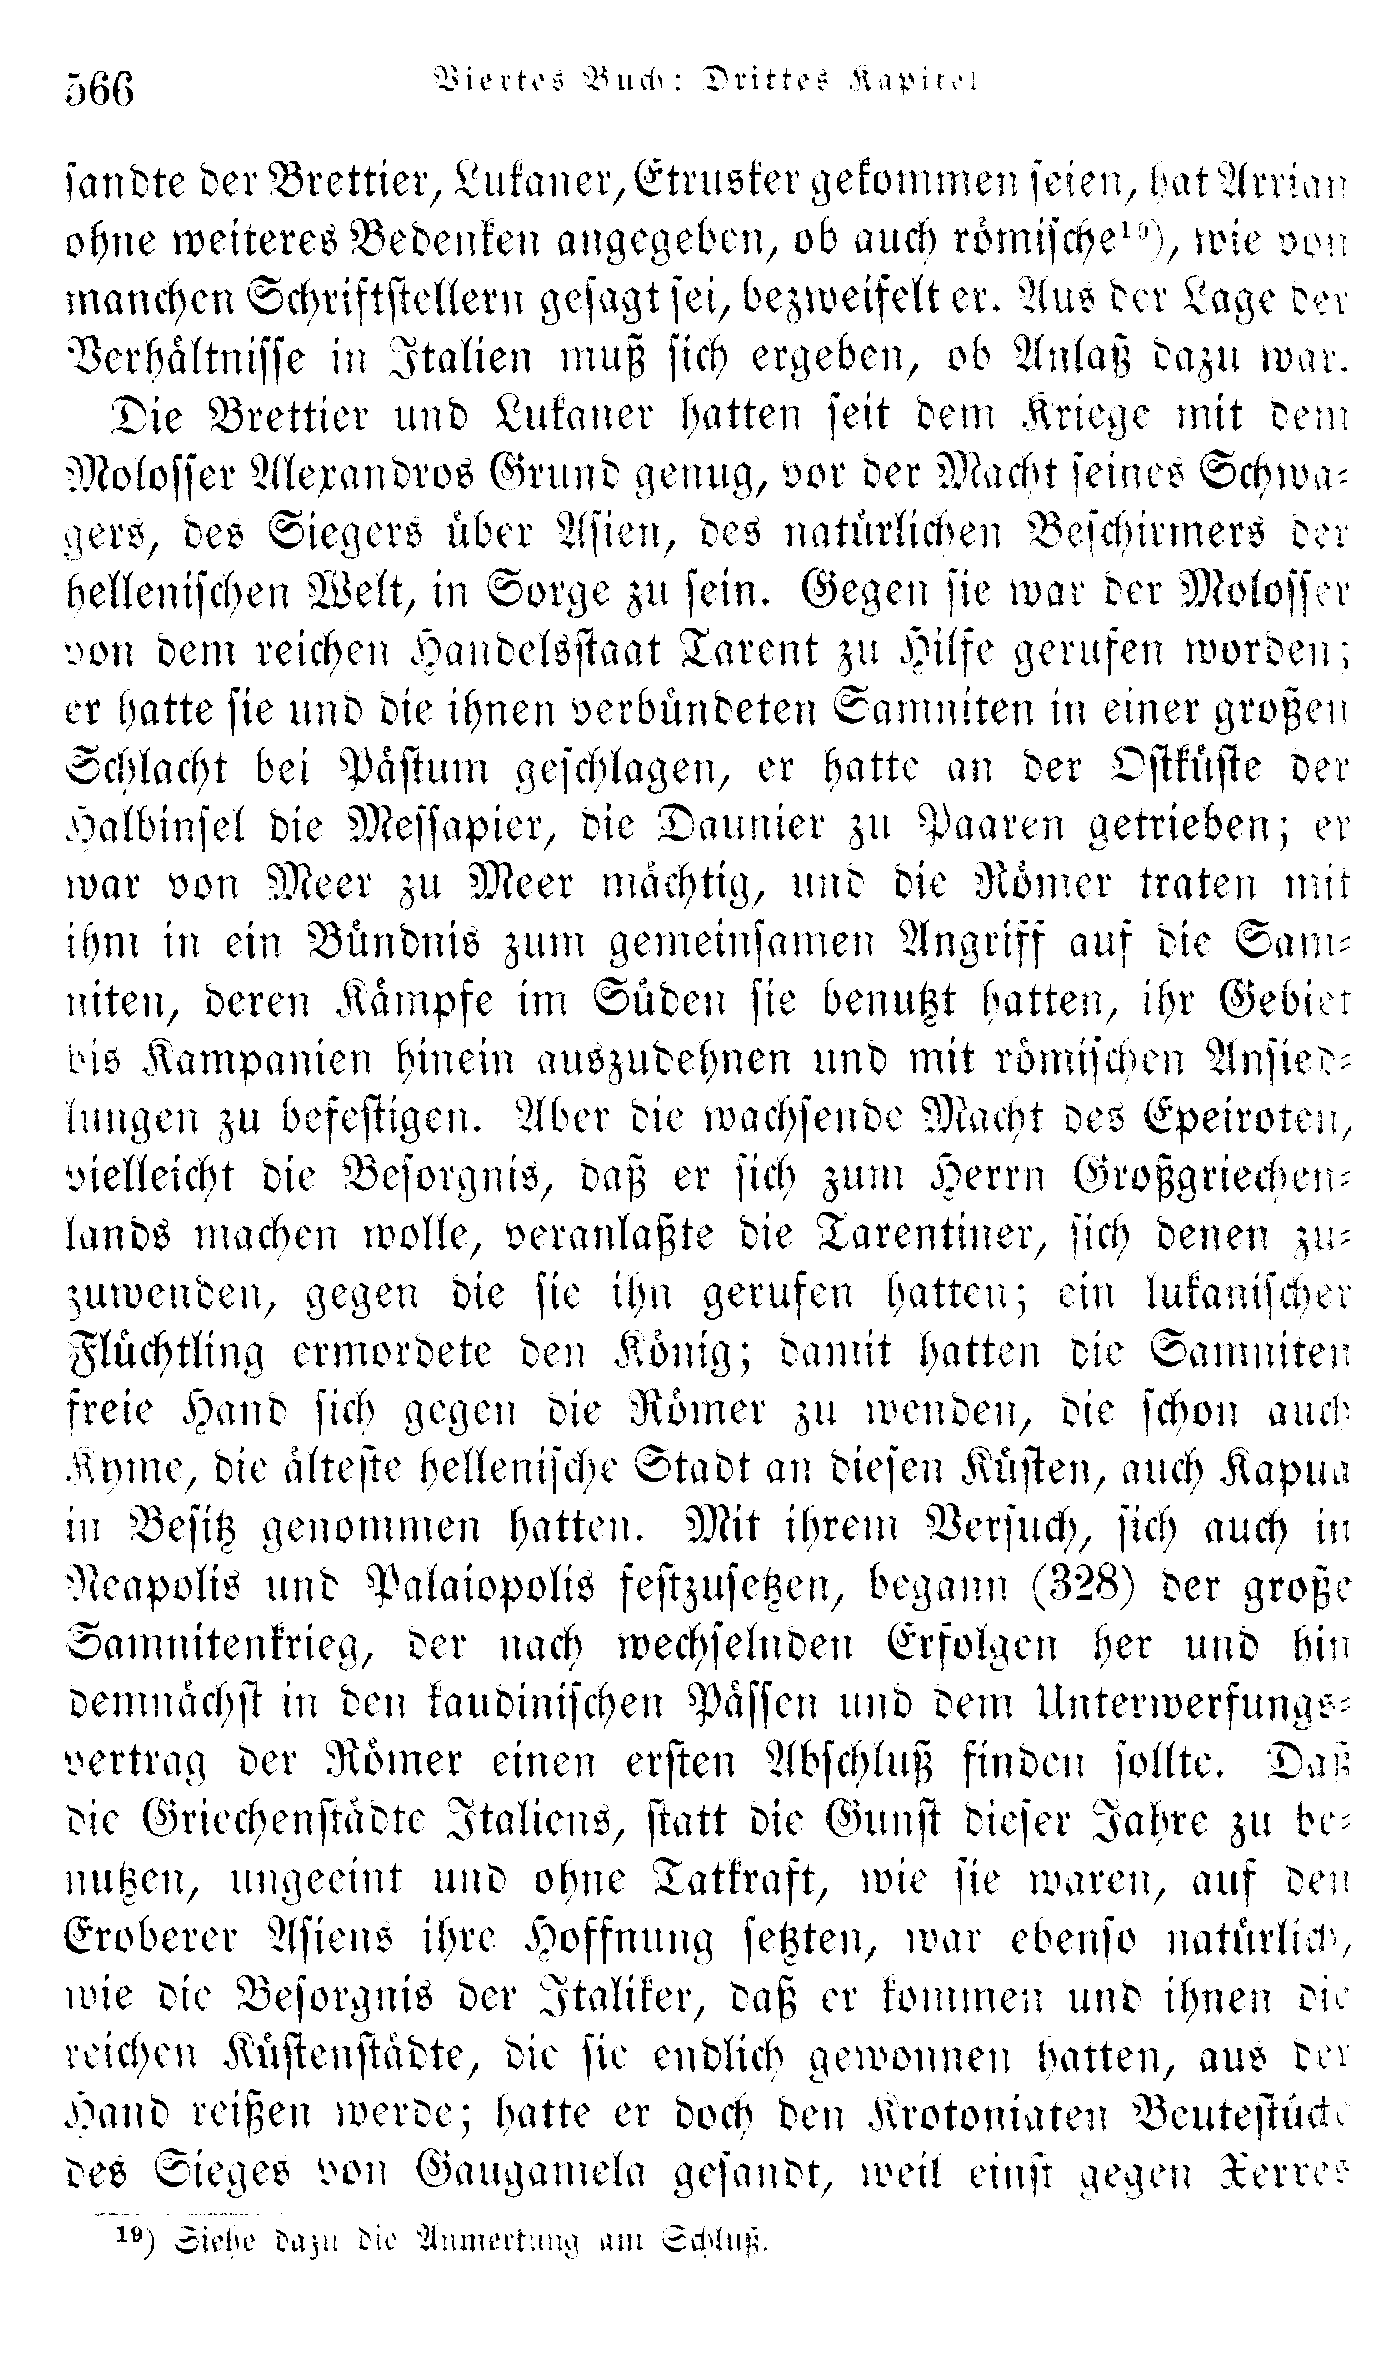 566
Viertes Buch: Drittes Kapitel
sandte der Brettier, Lukaner, Etrusker gekommen seien, hat Arrian
ohne weiteres Bedenken angegeben, ob auch römische¹⁹), wie von
manchen Schriftstellern gesagt sei, bezweifelt er. Aus der Lage der
Verhältnisse in Italien muß sich ergeben, ob Anlaß dazu war.
Die Brettier und Lukaner hatten seit dem Kriege mit dem
Molosser Alexandros Grund genug, vor der Macht seines Schwa-
gers, des Siegers über Asien, des natürlichen Beschirmers der
hellenischen Welt, in Sorge zu sein. Gegen sie war der Molosser
von dem reichen Handelsstaat Tarent zu Hilfe gerufen worden;
er hatte sie und die ihnen verbündeten Samniten in einer großen
Schlacht bei Pästum geschlagen, er hatte an der Ostküste der
Halbinsel die Messapier, die Daunier zu Paaren getrieben; er
war von Meer zu Meer mächtig, und die Römer traten mit
ihm in ein Bündnis zum gemeinsamen Angriff auf die Sam-
niten, deren Kämpfe im Süden sie benutzt hatten, ihr Gebiet
bis Kampanien hinein auszudehnen und mit römischen Ansied-
lungen zu befestigen. Aber die wachsende Macht des Epeiroten,
vielleicht die Besorgnis, daß er sich zum Herrn Großgriechen-
lands machen wolle, veranlaßte die Tarentiner, sich denen zu-
zuwenden, gegen die sie ihn gerufen hatten; ein lukanischer
Flüchtling ermordete den König; damit hatten die Samniten
freie Hand sich gegen die Römer zu wenden, die schon auch
Kyme, die älteste hellenische Stadt an diesen Küsten, auch Kapua
in Besitz genommen hatten. Mit ihrem Versuch, sich auch in
Neapolis und Palaiopolis festzusetzen, begann (328) der große
Samnitenkrieg, der nach wechselnden Erfolgen her und hin
demnächst in den kaudinischen Pässen und dem Unterwerfungs-
vertrag der Römer einen ersten Abschluß finden sollte. Daß
die Griechenstädte Italiens, statt die Gunst dieser Jahre zu be-
nutzen, ungeeint und ohne Tatkraft, wie sie waren, auf den
Eroberer Asiens ihre Hoffnung setzten, war ebenso natürlich,
wie die Besorgnis der Italiker, daß er kommen und ihnen die
reichen Küstenstädte, die sie endlich gewonnen hatten, aus der
Hand reißen werde; hatte er doch den Krotoniaten Beutestücke
des Sieges von Gaugamela gesandt, weil einst gegen Xerxes
¹⁹) Siehe dazu die Anmerkung am Schluß.